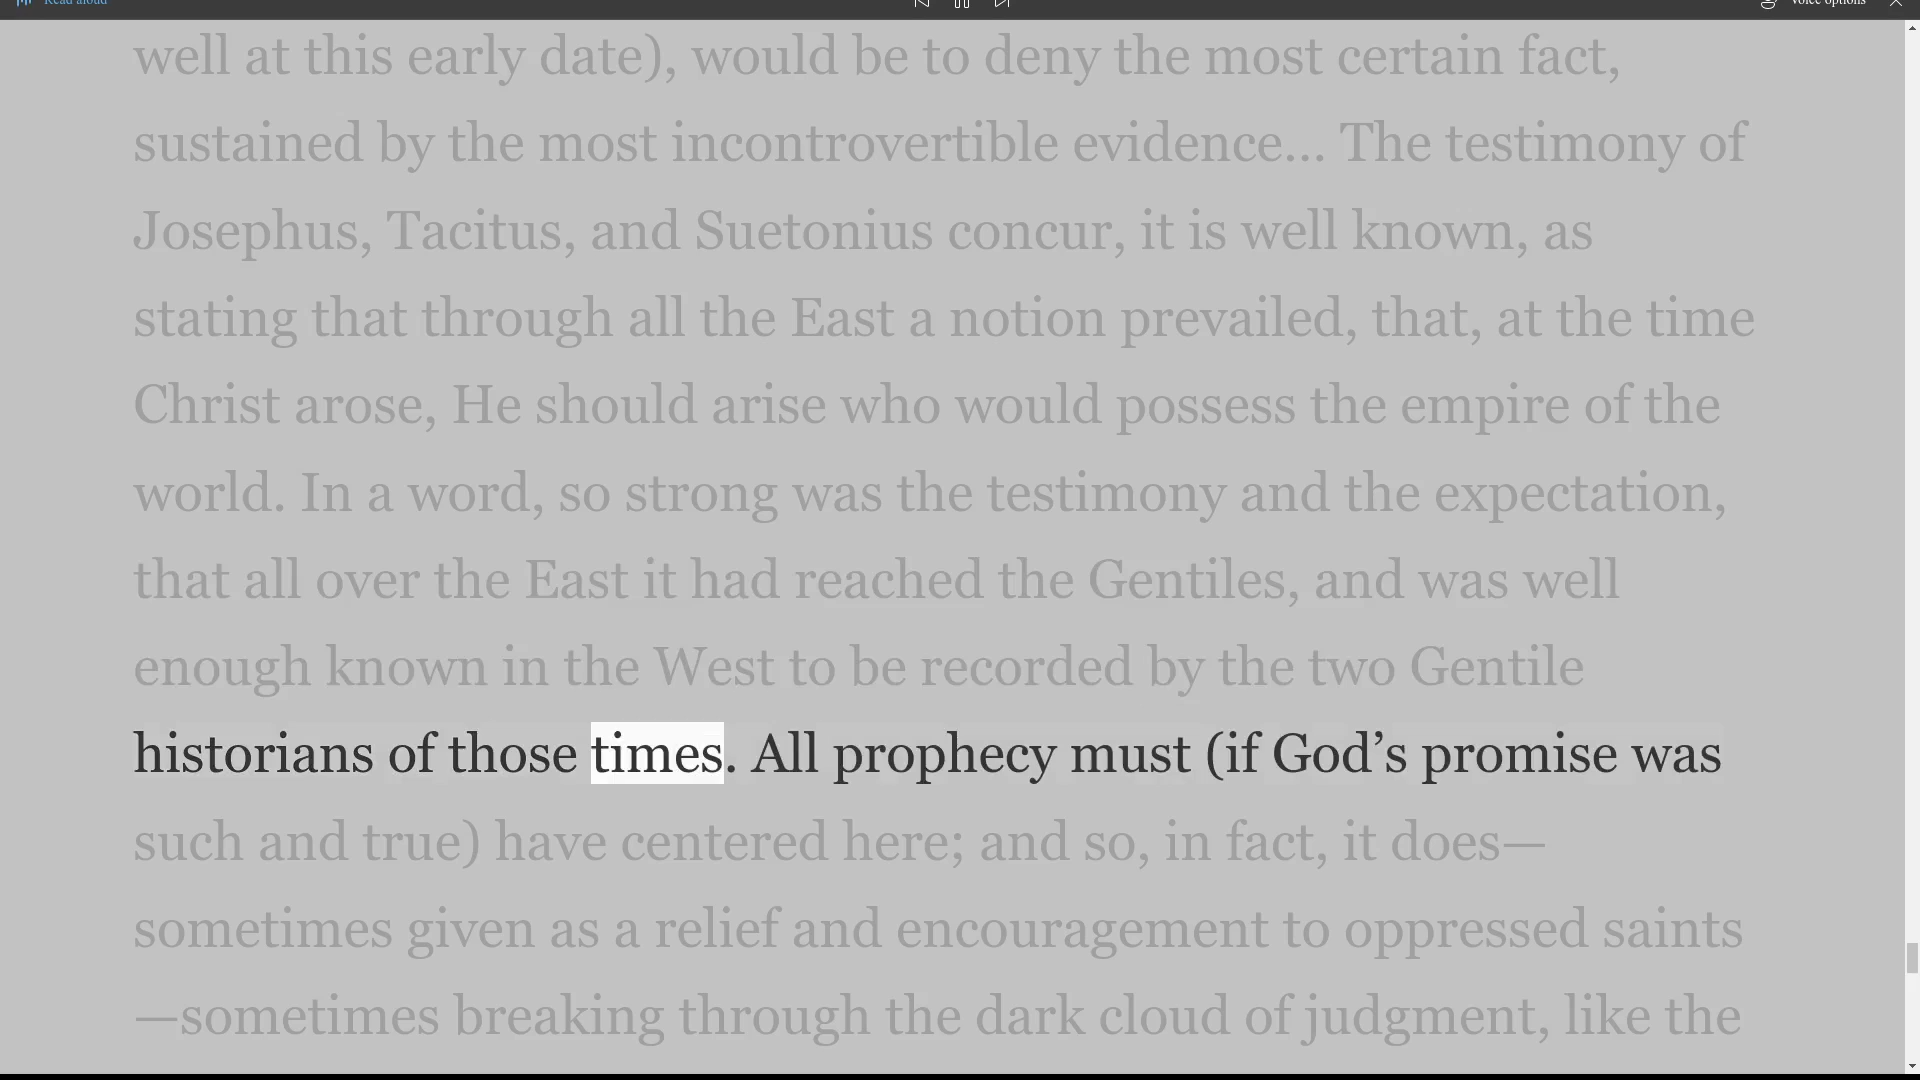 Read aloud
Voice options
well at this early date), would be to deny the most certain fact,
sustained by the most incontrovertible evidence... The testimony of
Josephus, Tacitus, and Suetonius concur, it is well known, as
stating that through all the East a notion prevailed, that, at the time
Christ arose, He should arise who would possess the empire of the
world. In a word, so strong was the testimony and the expectation,
that all over the East it had reached the Gentiles, and was well
enough known in the West to be recorded by the two Gentile
historians of those times. All prophecy must (if God’s promise was
such and true) have centered here; and so, in fact, it does—
sometimes given as a relief and encouragement to oppressed saints
—sometimes breaking through the dark cloud of judgment, like the